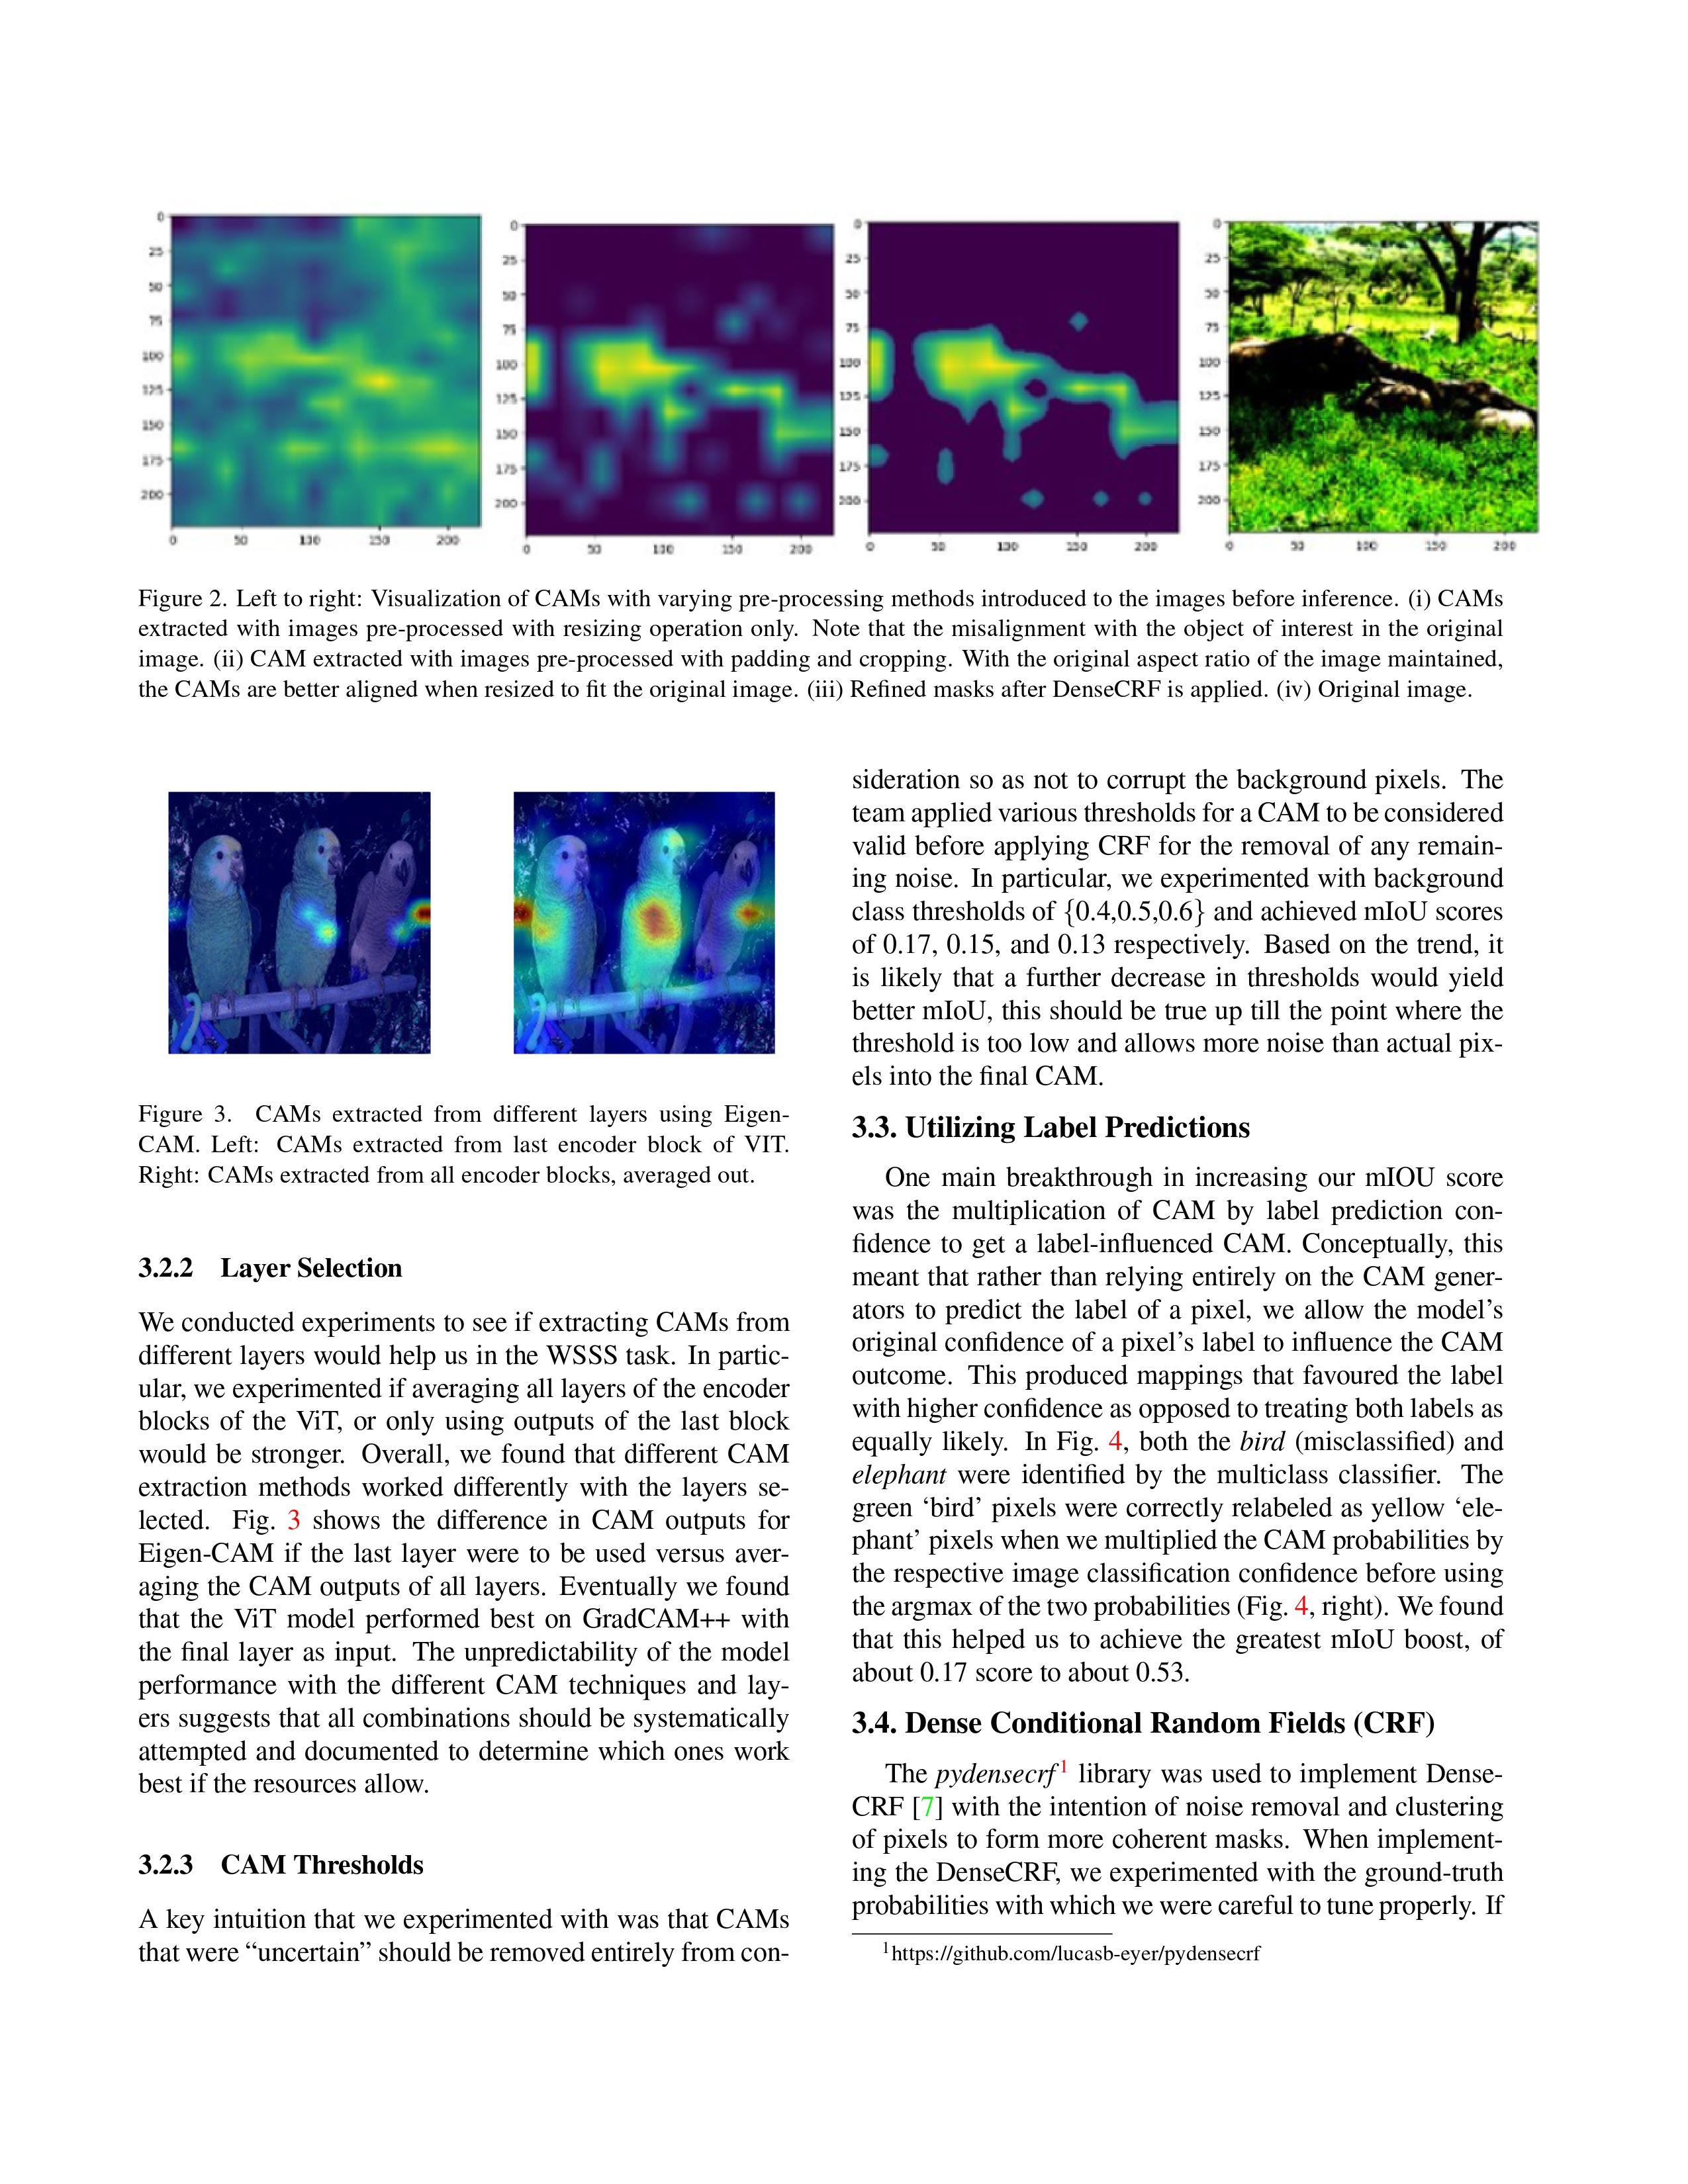 0
25
50
75
100
125
150
175
200
0 50 100 150 200
0
25
50
75
100
125
150
175
200
0 50 100 150 200
0
25
50
75
100
125
150
175
200
0 50 100 150 200
0
25
50
75
100
125
150
175
200
0 50 100 150 200
Figure 2. Left to right: Visualization of CAMs with varying pre-processing methods introduced to the images before inference. (i) CAMs
extracted with images pre-processed with resizing operation only. Note that the misalignment with the object of interest in the original
image. (ii) CAM extracted with images pre-processed with padding and cropping. With the original aspect ratio of the image maintained,
the CAMs are better aligned when resized to fit the original image. (iii) Refined masks after DenseCRF is applied. (iv) Original image.
Figure 3. CAMs extracted from different layers using Eigen-
CAM. Left: CAMs extracted from last encoder block of VIT.
Right: CAMs extracted from all encoder blocks, averaged out.
3.2.2 Layer Selection
We conducted experiments to see if extracting CAMs from
different layers would help us in the WSSS task. In partic-
ular, we experimented if averaging all layers of the encoder
blocks of the ViT, or only using outputs of the last block
would be stronger. Overall, we found that different CAM
extraction methods worked differently with the layers se-
lected. Fig. 3 shows the difference in CAM outputs for
Eigen-CAM if the last layer were to be used versus aver-
aging the CAM outputs of all layers. Eventually we found
that the ViT model performed best on GradCAM++ with
the final layer as input. The unpredictability of the model
performance with the different CAM techniques and lay-
ers suggests that all combinations should be systematically
attempted and documented to determine which ones work
best if the resources allow.
3.2.3 CAM Thresholds
A key intuition that we experimented with was that CAMs
that were “uncertain” should be removed entirely from con-
sideration so as not to corrupt the background pixels. The
team applied various thresholds for a CAM to be considered
valid before applying CRF for the removal of any remain-
ing noise. In particular, we experimented with background
class thresholds of {0.4,0.5,0.6} and achieved mIoU scores
of 0.17, 0.15, and 0.13 respectively. Based on the trend, it
is likely that a further decrease in thresholds would yield
better mIoU, this should be true up till the point where the
threshold is too low and allows more noise than actual pix-
els into the final CAM.
3.3. Utilizing Label Predictions
One main breakthrough in increasing our mIOU score
was the multiplication of CAM by label prediction con-
fidence to get a label-influenced CAM. Conceptually, this
meant that rather than relying entirely on the CAM gener-
ators to predict the label of a pixel, we allow the model’s
original confidence of a pixel’s label to influence the CAM
outcome. This produced mappings that favoured the label
with higher confidence as opposed to treating both labels as
equally likely. In Fig. 4, both the bird (misclassified) and
elephant were identified by the multiclass classifier. The
green ‘bird’ pixels were correctly relabeled as yellow ‘ele-
phant’ pixels when we multiplied the CAM probabilities by
the respective image classification confidence before using
the argmax of the two probabilities (Fig. 4, right). We found
that this helped us to achieve the greatest mIoU boost, of
about 0.17 score to about 0.53.
3.4. Dense Conditional Random Fields (CRF)
The pydensecrf1 library was used to implement Dense-
CRF [7] with the intention of noise removal and clustering
of pixels to form more coherent masks. When implement-
ing the DenseCRF, we experimented with the ground-truth
probabilities with which we were careful to tune properly. If
1https://github.com/lucasb-eyer/pydensecrf